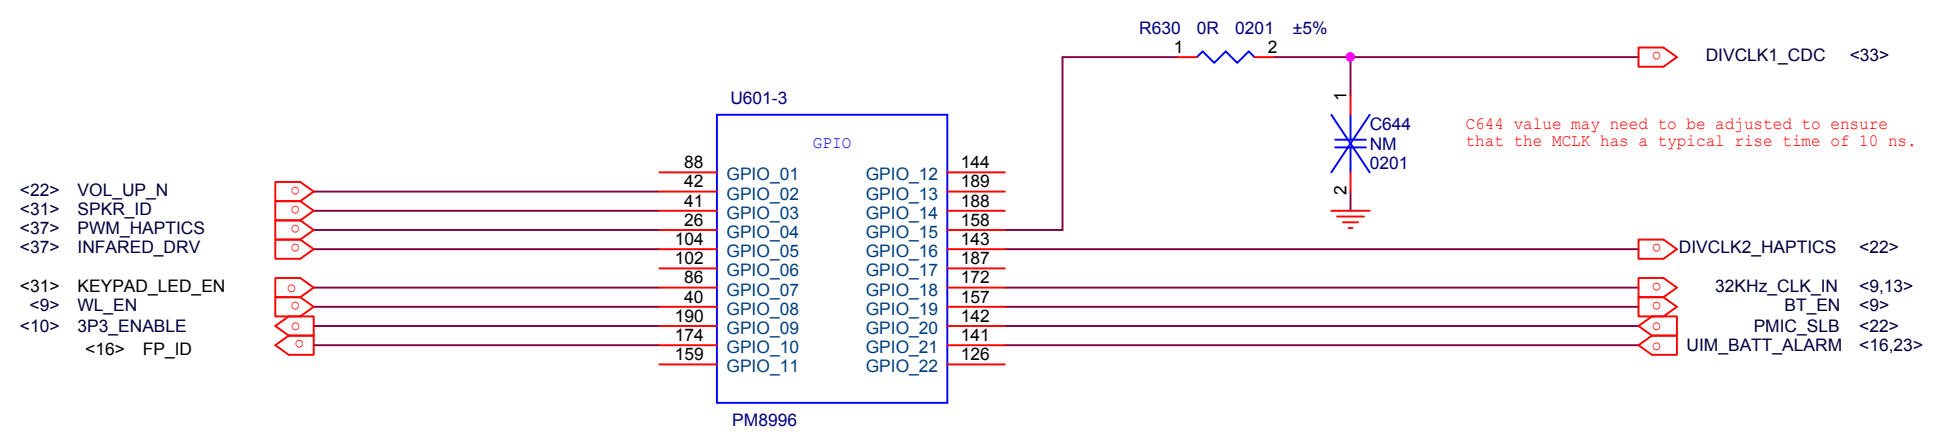 R630 0R 0201 ±5%
1 2
DIVCLK1_CDC <33>
U601-3
1
C644
NM
0201
2
C644 value may need to be adjusted to ensure
that the MCLK has a typical rise time of 10 ns.
GPIO
88 GPIO_01 GPIO_12 144
<22> VOL_UP_N 42 GPIO_02 GPIO_13 189
<31> SPKR_ID 41 GPIO_03 GPIO_14 188
<37> PWM_HAPTICS 26 GPIO_04 GPIO_15 158
<37> INFARED_DRV 104 GPIO_05 GPIO_16 143 DIVCLK2_HAPTICS <22>
102 GPIO_06 GPIO_17 187
<31> KEYPAD_LED_EN 86 GPIO_07 GPIO_18 172 32KHz_CLK_IN <9,13>
<9> WL_EN 40 GPIO_08 GPIO_19 157 BT_EN <9>
<10> 3P3_ENABLE 190 GPIO_09 GPIO_20 142 PMIC_SLB <22>
<16> FP_ID 174 GPIO_10 GPIO_21 141 UIM_BATT_ALARM <16,23>
159 GPIO_11 GPIO_22 126
PM8996